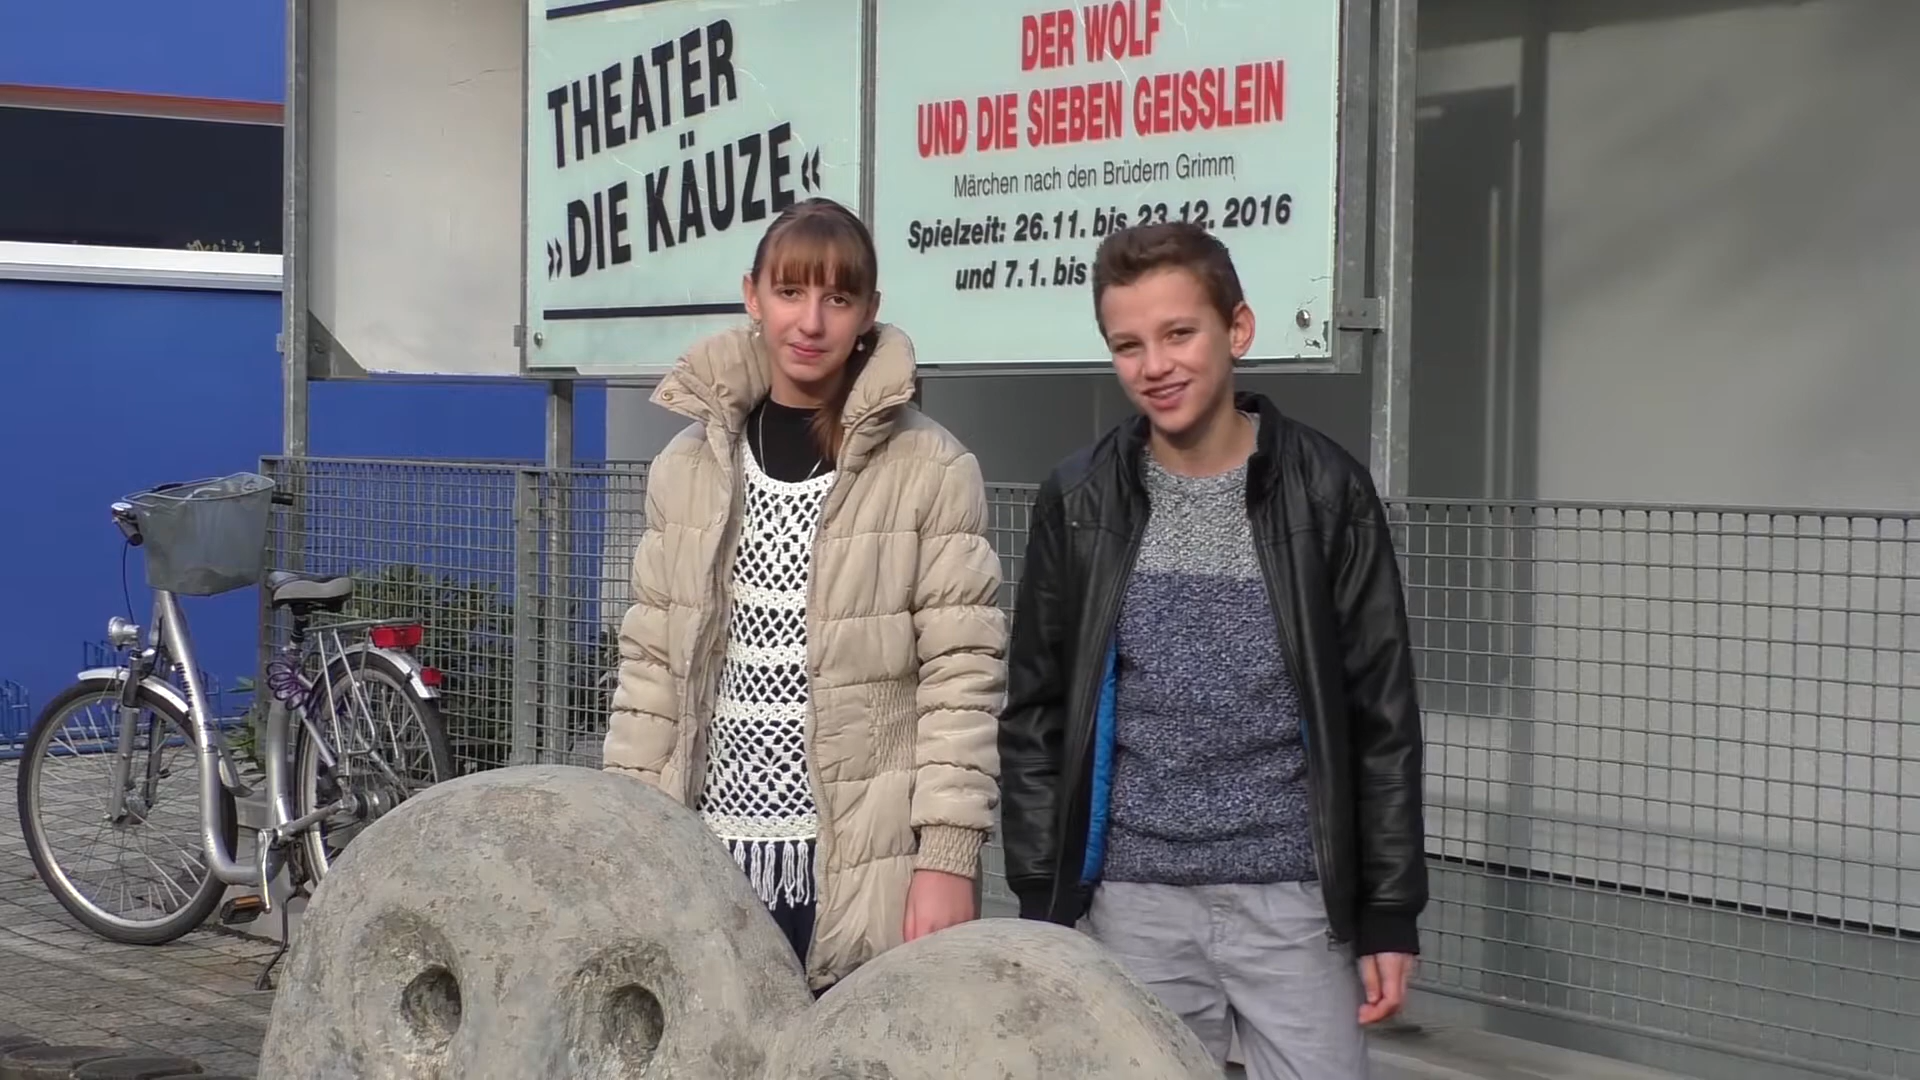 THEATER
»DIE KÄUZE«
DER WOLF
UND DIE SIEBEN GEISSLEIN
Märchen nach den Brüdern Grimm
Spielzeit: 26.11. bis 23.12. 2016
und 7.1. bis